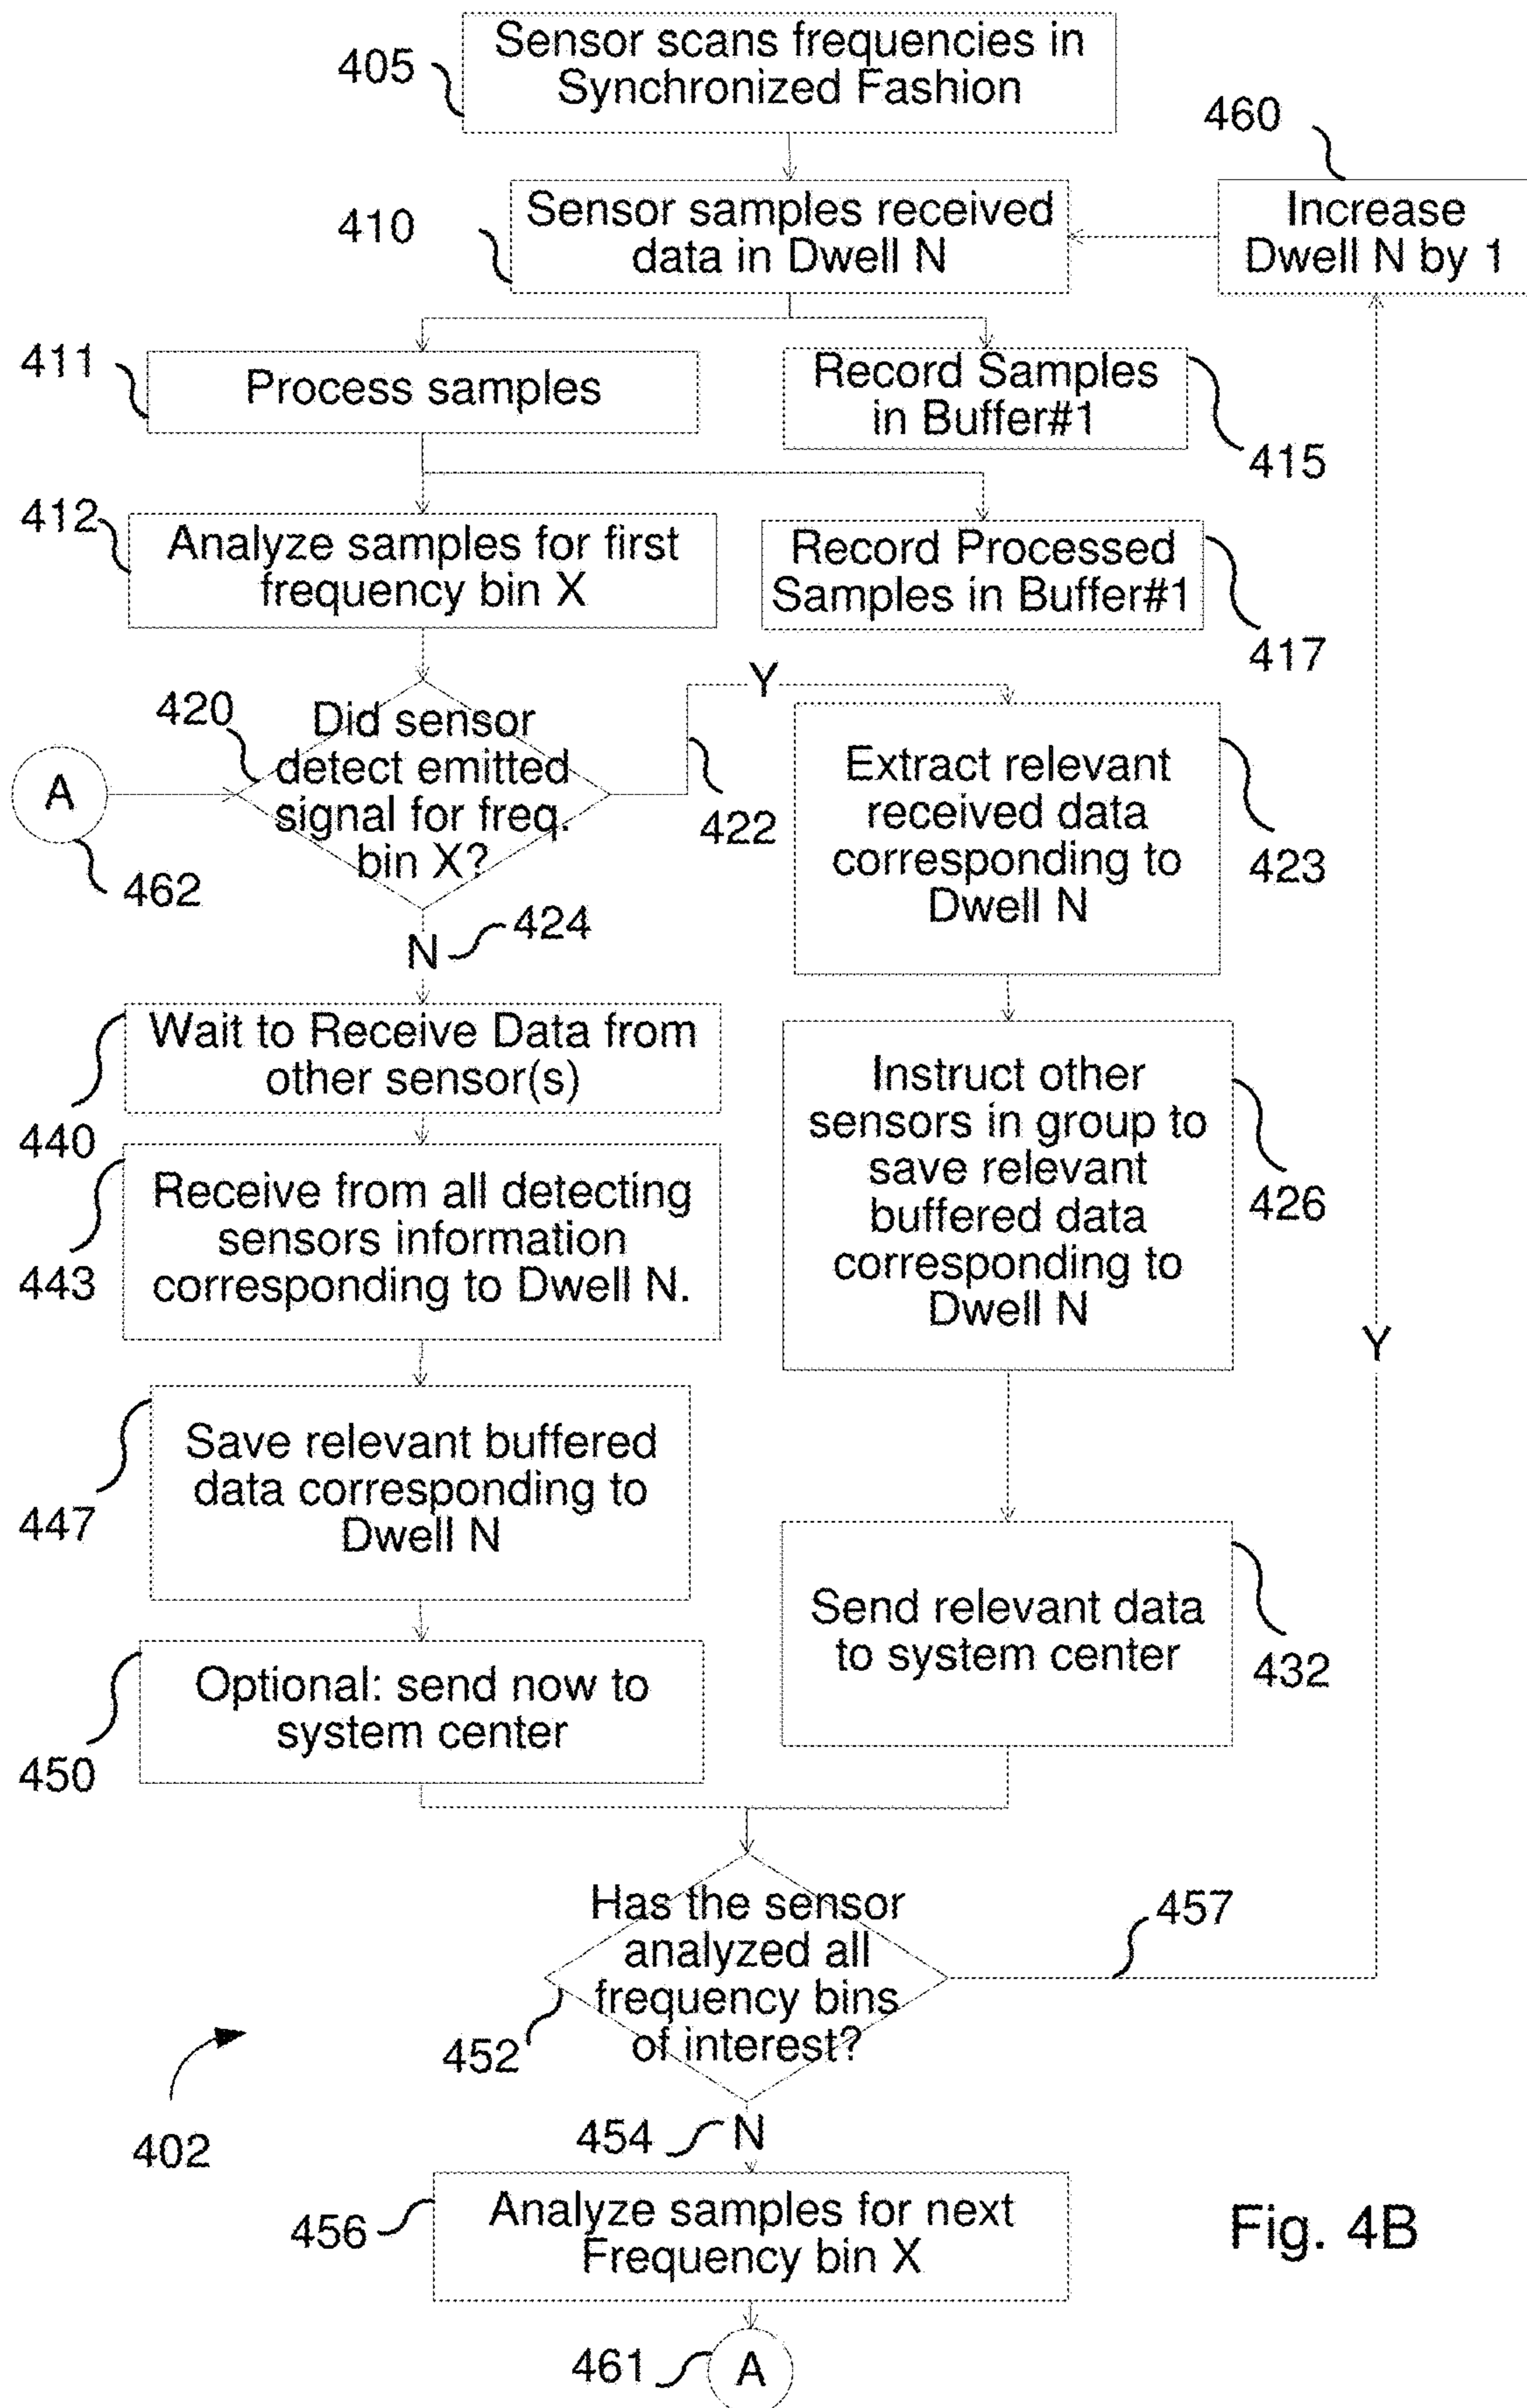 Sensor scans frequencies in
Synchronized Fashion
405
460
Sensor samples received
data in Dwell N
410
Increase
Dwell N by 1
411
Process samples
Record Samples
in Buffer#1
415
412
Analyze samples for first
frequency bin X
Record Processed
Samples in Buffer#1
417
Y
420
Did sensor
detect emitted
signal for freq.
bin X?
A
462
422
Extract relevant
received data
corresponding to
Dwell N
423
N
424
Wait to Receive Data from
other sensor(s)
440
Instruct other
sensors in group to
save relevant
buffered data
corresponding to
Dwell N
426
Receive from all detecting
sensors information
corresponding to Dwell N.
443
Y
Save relevant buffered
data corresponding to
Dwell N
447
Send relevant data
to system center
432
Optional: send now to
system center
450
Has the sensor
analyzed all
frequency bins
of interest?
457
452
402
454
N
456
Analyze samples for next
Frequency bin X
Fig. 4B
461
A